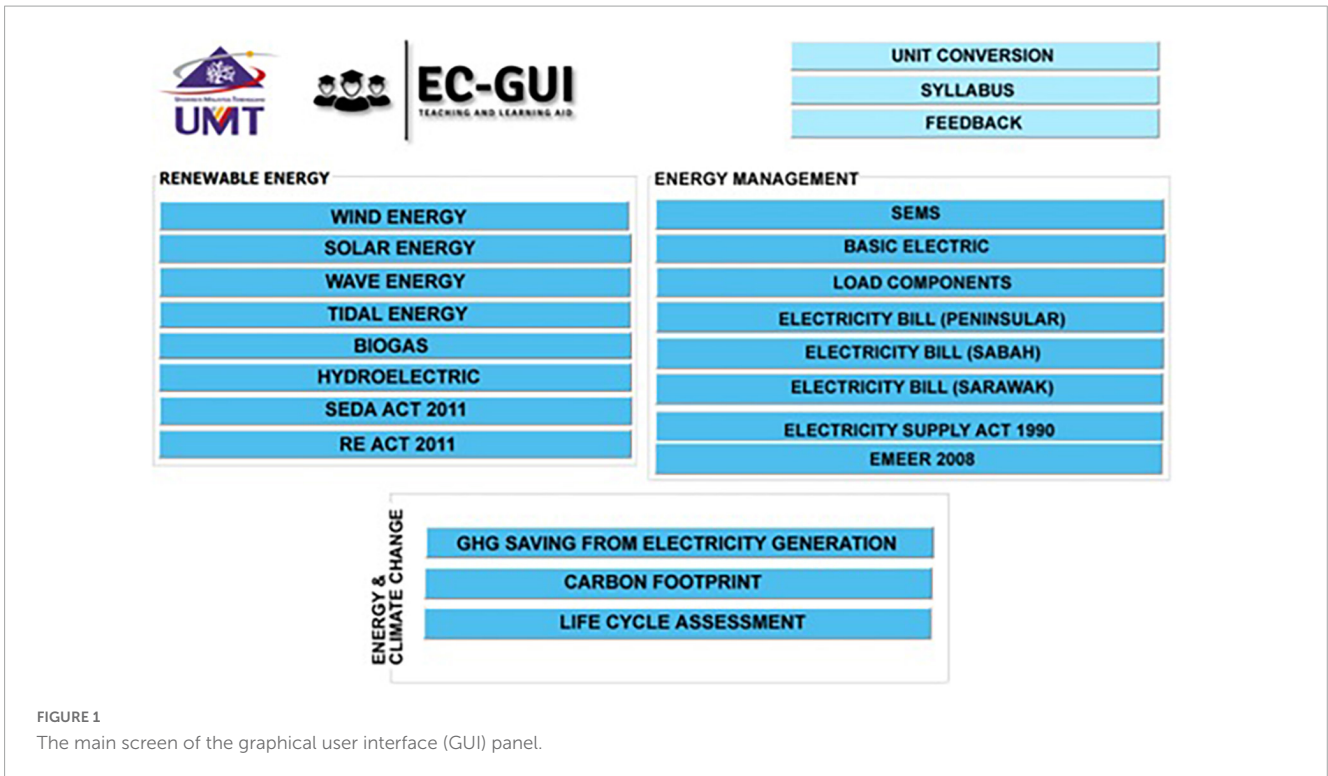 UNIVERSITI MALAYSIA TERENGGANU
UMT
EC-GUI
TEACHING AND LEARNING AID
UNIT CONVERSION
SYLLABUS
FEEDBACK
RENEWABLE ENERGY
WIND ENERGY
SOLAR ENERGY
WAVE ENERGY
TIDAL ENERGY
BIOGAS
HYDROELECTRIC
SEDA ACT 2011
RE ACT 2011
ENERGY MANAGEMENT
SEMS
BASIC ELECTRIC
LOAD COMPONENTS
ELECTRICITY BILL (PENINSULAR)
ELECTRICITY BILL (SABAH)
ELECTRICITY BILL (SARAWAK)
ELECTRICITY SUPPLY ACT 1990
EMEER 2008
ENERGY &
CLIMATE CHANGE
GHG SAVING FROM ELECTRICITY GENERATION
CARBON FOOTPRINT
LIFE CYCLE ASSESSMENT
FIGURE 1
The main screen of the graphical user interface (GUI) panel.